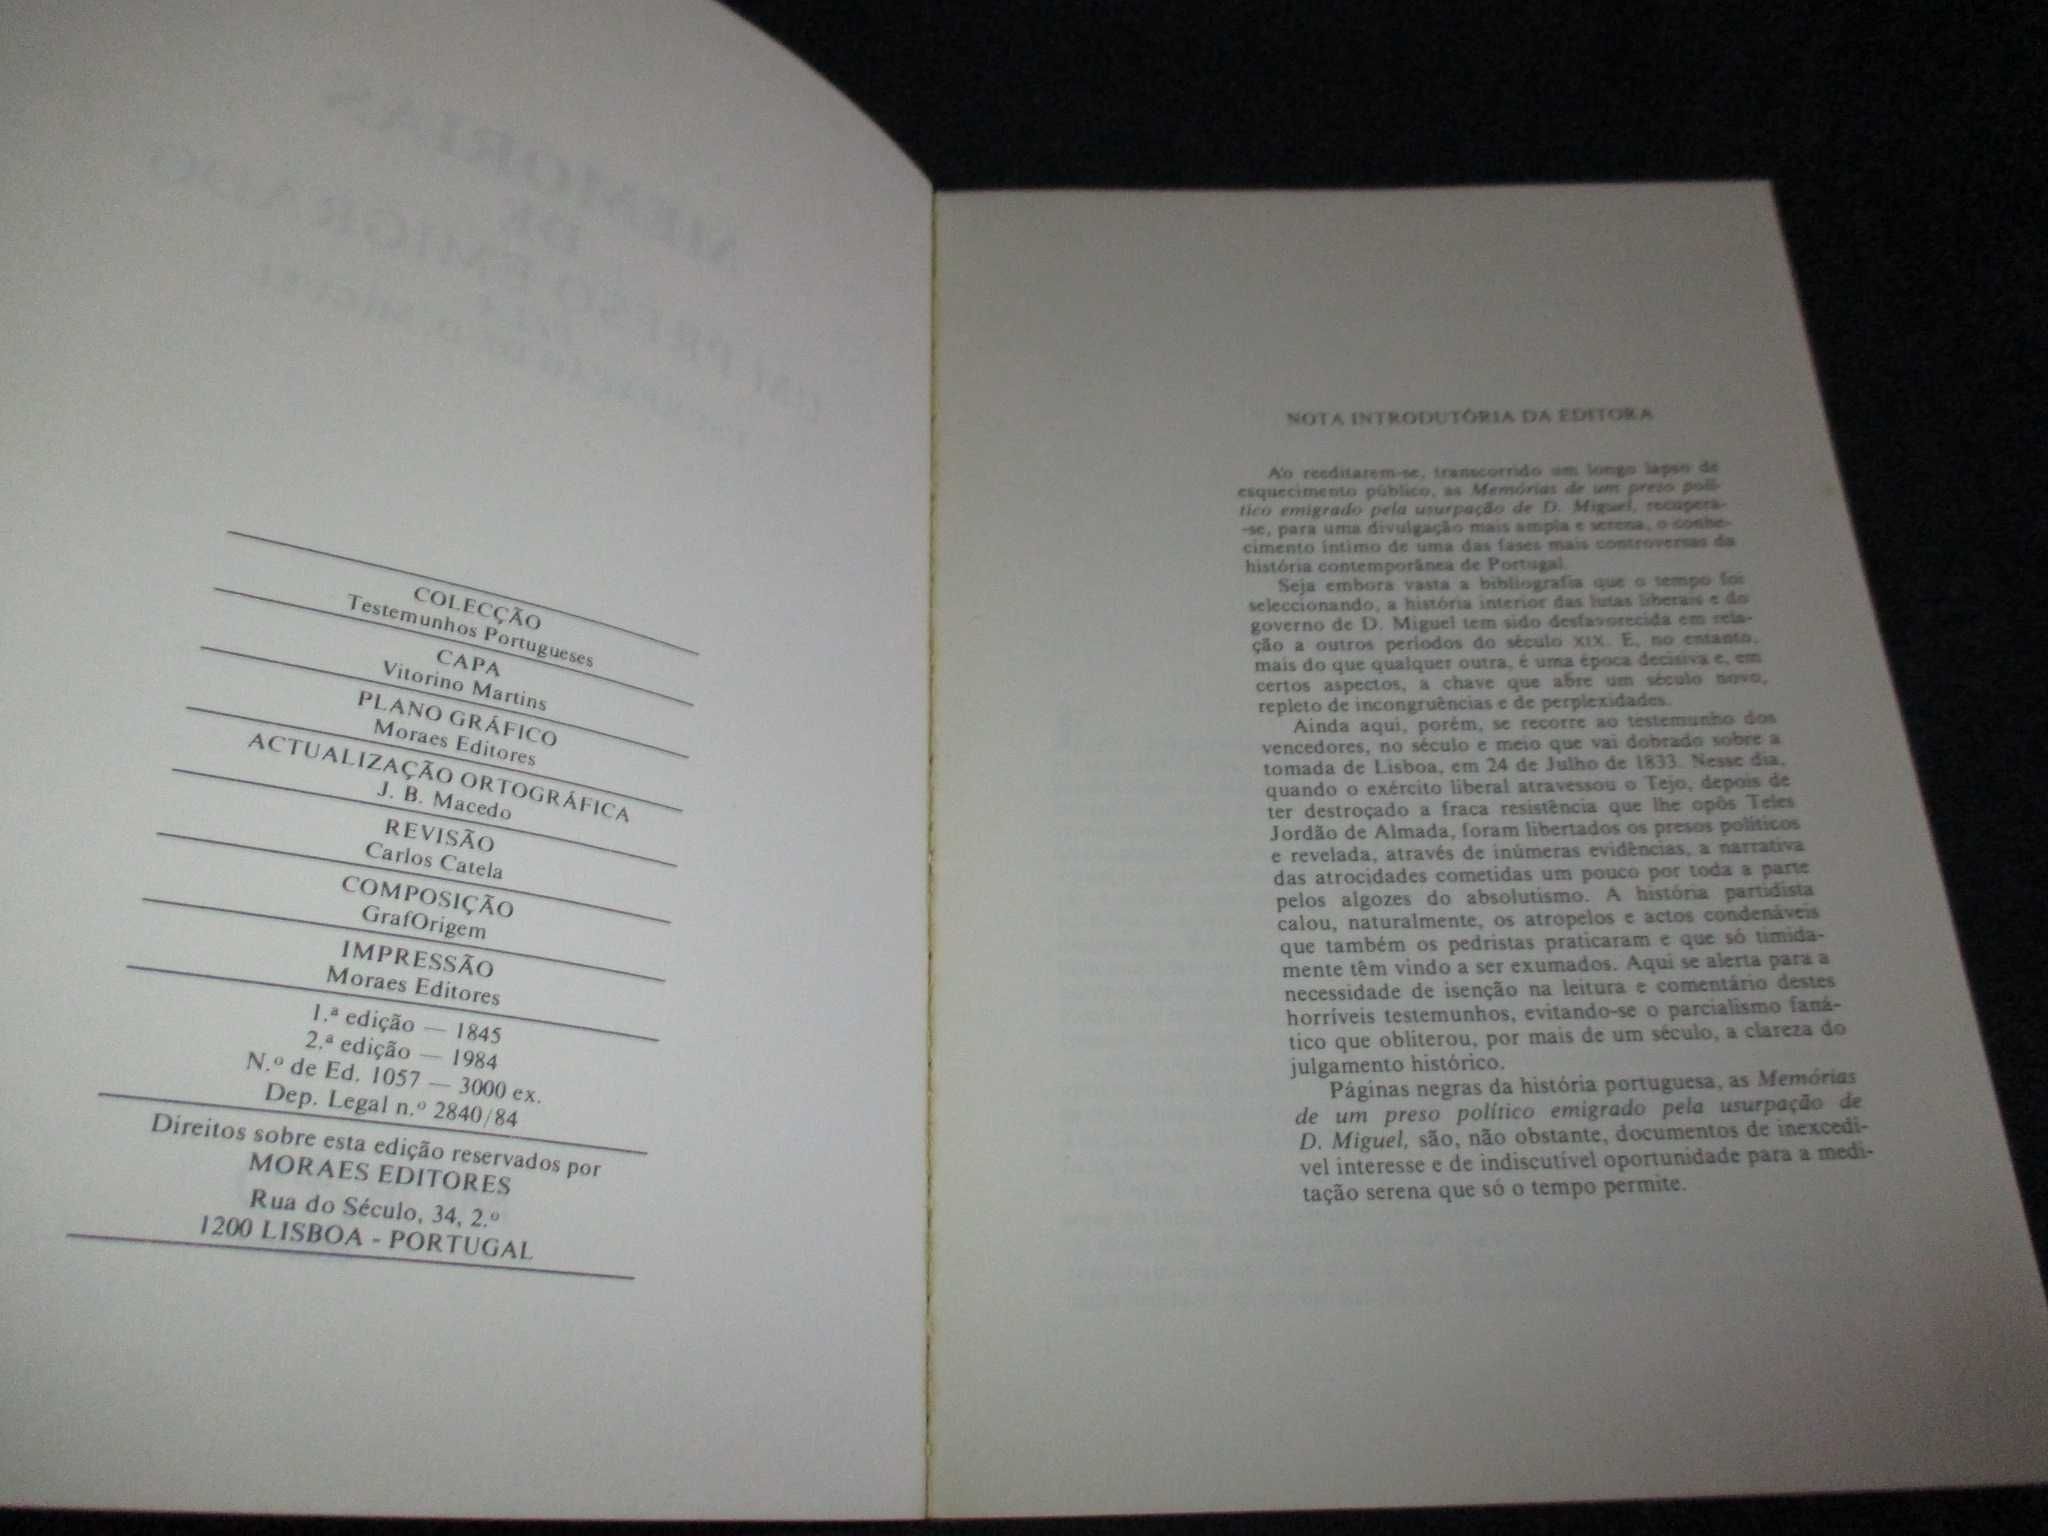 COLECÇÃO
Testemunhos Portugueses
CAPA
Vitorino Martins
PLANO GRÁFICO
Moraes Editores
ACTUALIZAÇÃO ORTOGRÁFICA
J. B. Macedo
REVISÃO
Carlos Catela
COMPOSIÇÃO
GrafOrigem
IMPRESSÃO
Moraes Editores
1.ª edição — 1845
2.ª edição — 1984
N.º de Ed. 1057 — 3000 ex.
Dep. Legal n.º 2840/84
Direitos sobre esta edição reservados por
MORAES EDITORES
Rua do Século, 34, 2.º
1200 LISBOA - PORTUGAL
NOTA INTRODUTÓRIA DA EDITORA
Ao reeditarem-se, transcorrido um longo lapso de
esquecimento público, as Memórias de um preso polí-
tico emigrado pela usurpação de D. Miguel, recupera-
-se, para uma divulgação mais ampla e serena, o conhe-
cimento íntimo de uma das fases mais controversas da
história contemporânea de Portugal.
Seja embora vasta a bibliografia que o tempo foi
seleccionando, a história interior das lutas liberais e do
governo de D. Miguel tem sido desfavorecida em rela-
ção a outros períodos do século XIX. E, no entanto,
mais do que qualquer outra, é uma época decisiva e, em
certos aspectos, a chave que abre um século novo,
repleto de incongruências e de perplexidades.
Ainda aqui, porém, se recorre ao testemunho dos
vencedores, no século e meio que vai dobrado sobre a
tomada de Lisboa, em 24 de Julho de 1833. Nesse dia,
quando o exército liberal atravessou o Tejo, depois de
ter destroçado a fraca resistência que lhe opôs Teles
Jordão de Almada, foram libertados os presos políticos
e revelada, através de inúmeras evidências, a narrativa
das atrocidades cometidas um pouco por toda a parte
pelos algozes do absolutismo. A história partidista
calou, naturalmente, os atropelos e actos condenáveis
que também os pedristas praticaram e que só timida-
mente têm vindo a ser exumados. Aqui se alerta para a
necessidade de isenção na leitura e comentário destes
horríveis testemunhos, evitando-se o parcialismo faná-
tico que obliterou, por mais de um século, a clareza do
julgamento histórico.
Páginas negras da história portuguesa, as Memórias
de um preso político emigrado pela usurpação de
D. Miguel, são, não obstante, documentos de inexcedí-
vel interesse e de indiscutível oportunidade para a medi-
tação serena que só o tempo permite.